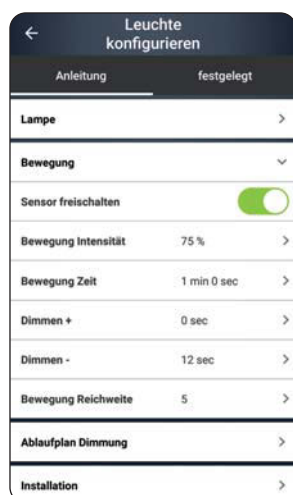 Leuchte
konfigurieren
Anleitung festgelegt
Lampe
Bewegung
Sensor freischalten
Bewegung Intensität 75 %
Bewegung Zeit 1 min 0 sec
Dimmen + 0 sec
Dimmen - 12 sec
Bewegung Reichweite 5
Ablaufplan Dimmung
Installation